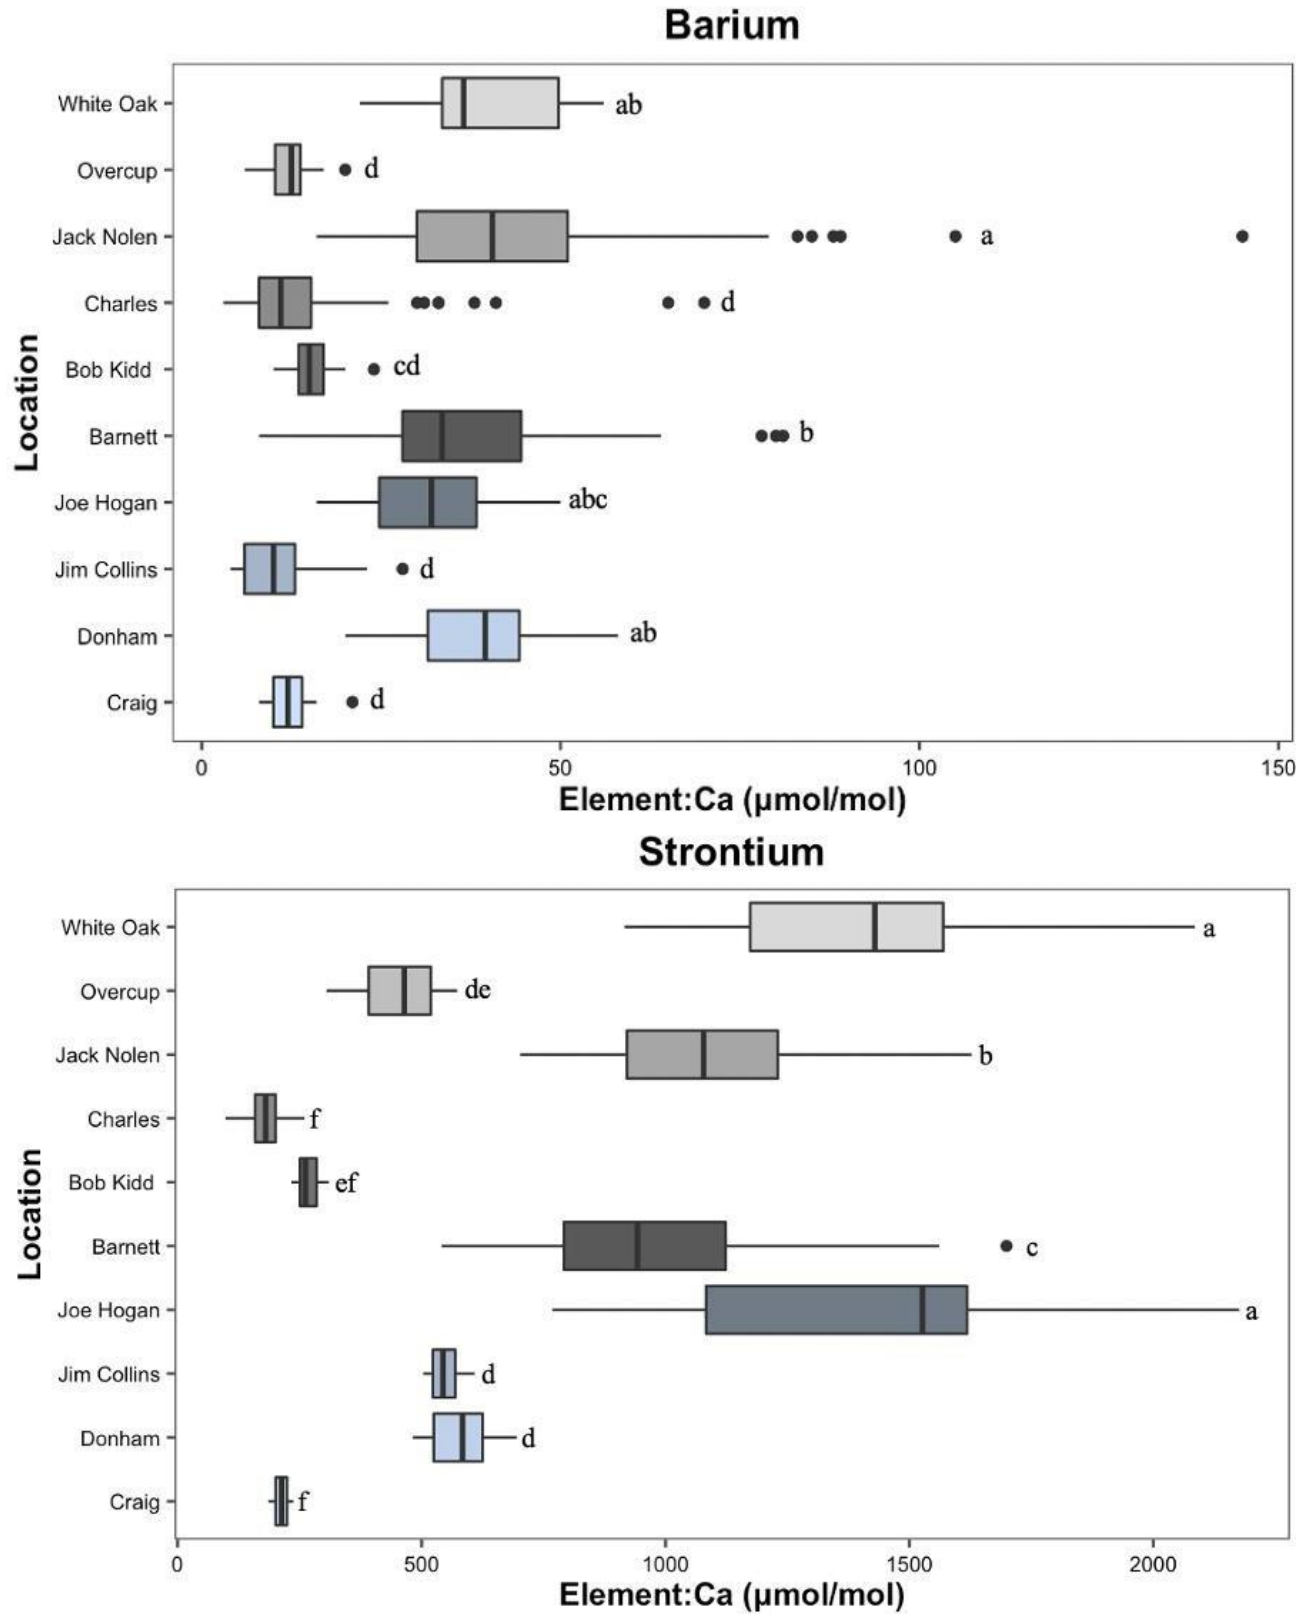 Barium
White Oak
ab
Overcup
d
Jack Nolen
a
Charles
d
Bob Kidd
cd
Barnett
b
Joe Hogan
abc
Jim Collins
d
Donham
ab
Craig
d
Location
0 50 100 150
Element:Ca (µmol/mol)
Strontium
White Oak
a
Overcup
de
Jack Nolen
b
Charles
f
Bob Kidd
ef
Barnett
c
Joe Hogan
a
Jim Collins
d
Donham
d
Craig
f
Location
0 500 1000 1500 2000
Element:Ca (µmol/mol)